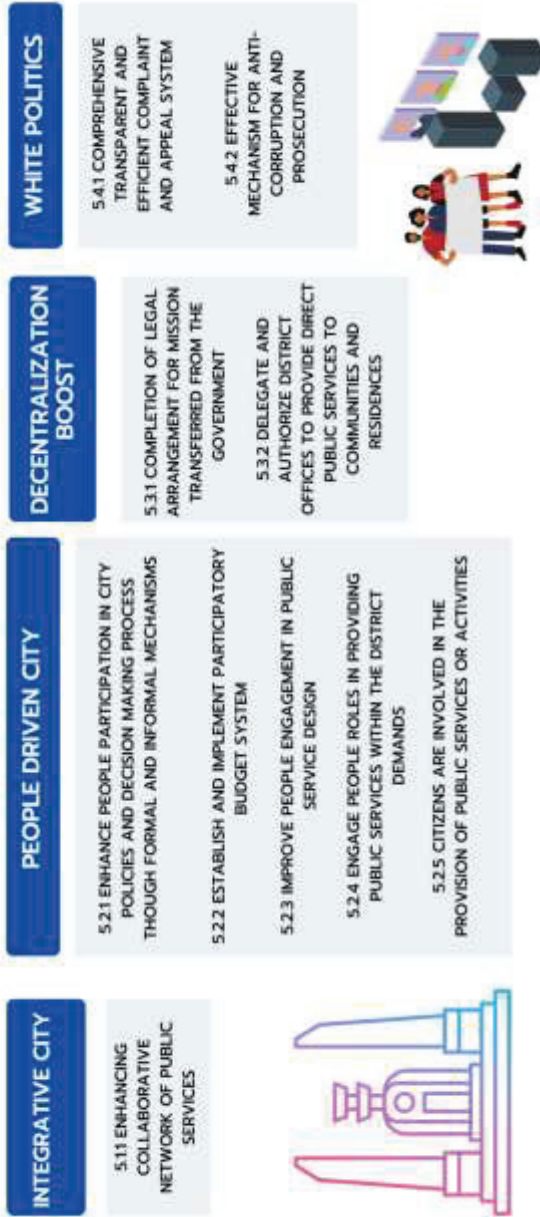 INTEGRATIVE CITY
5.1.1 ENHANCING
COLLABORATIVE
NETWORK OF PUBLIC
SERVICES
PEOPLE DRIVEN CITY
5.2.1 ENHANCE PEOPLE PARTICIPATION IN CITY
POLICIES AND DECISION MAKING PROCESS
THOUGH FORMAL AND INFORMAL MECHANISMS
5.2.2 ESTABLISH AND IMPLEMENT PARTICIPATORY
BUDGET SYSTEM
5.2.3 IMPROVE PEOPLE ENGAGEMENT IN PUBLIC
SERVICE DESIGN
5.2.4 ENGAGE PEOPLE ROLES IN PROVIDING
PUBLIC SERVICES WITHIN THE DISTRICT
DEMANDS
5.2.5 CITIZENS ARE INVOLVED IN THE
PROVISION OF PUBLIC SERVICES OR ACTIVITIES
DECENTRALIZATION
BOOST
5.3.1 COMPLETION OF LEGAL
ARRANGEMENT FOR MISSION
TRANSFERRED FROM THE
GOVERNMENT
5.3.2 DELEGATE AND
AUTHORIZE DISTRICT
OFFICES TO PROVIDE DIRECT
PUBLIC SERVICES TO
COMMUNITIES AND
RESIDENCES
WHITE POLITICS
5.4.1 COMPREHENSIVE
TRANSPARENT AND
EFFICIENT COMPLAINT
AND APPEAL SYSTEM
5.4.2 EFFECTIVE
MECHANISM FOR ANTI-
CORRUPTION AND
PROSECUTION